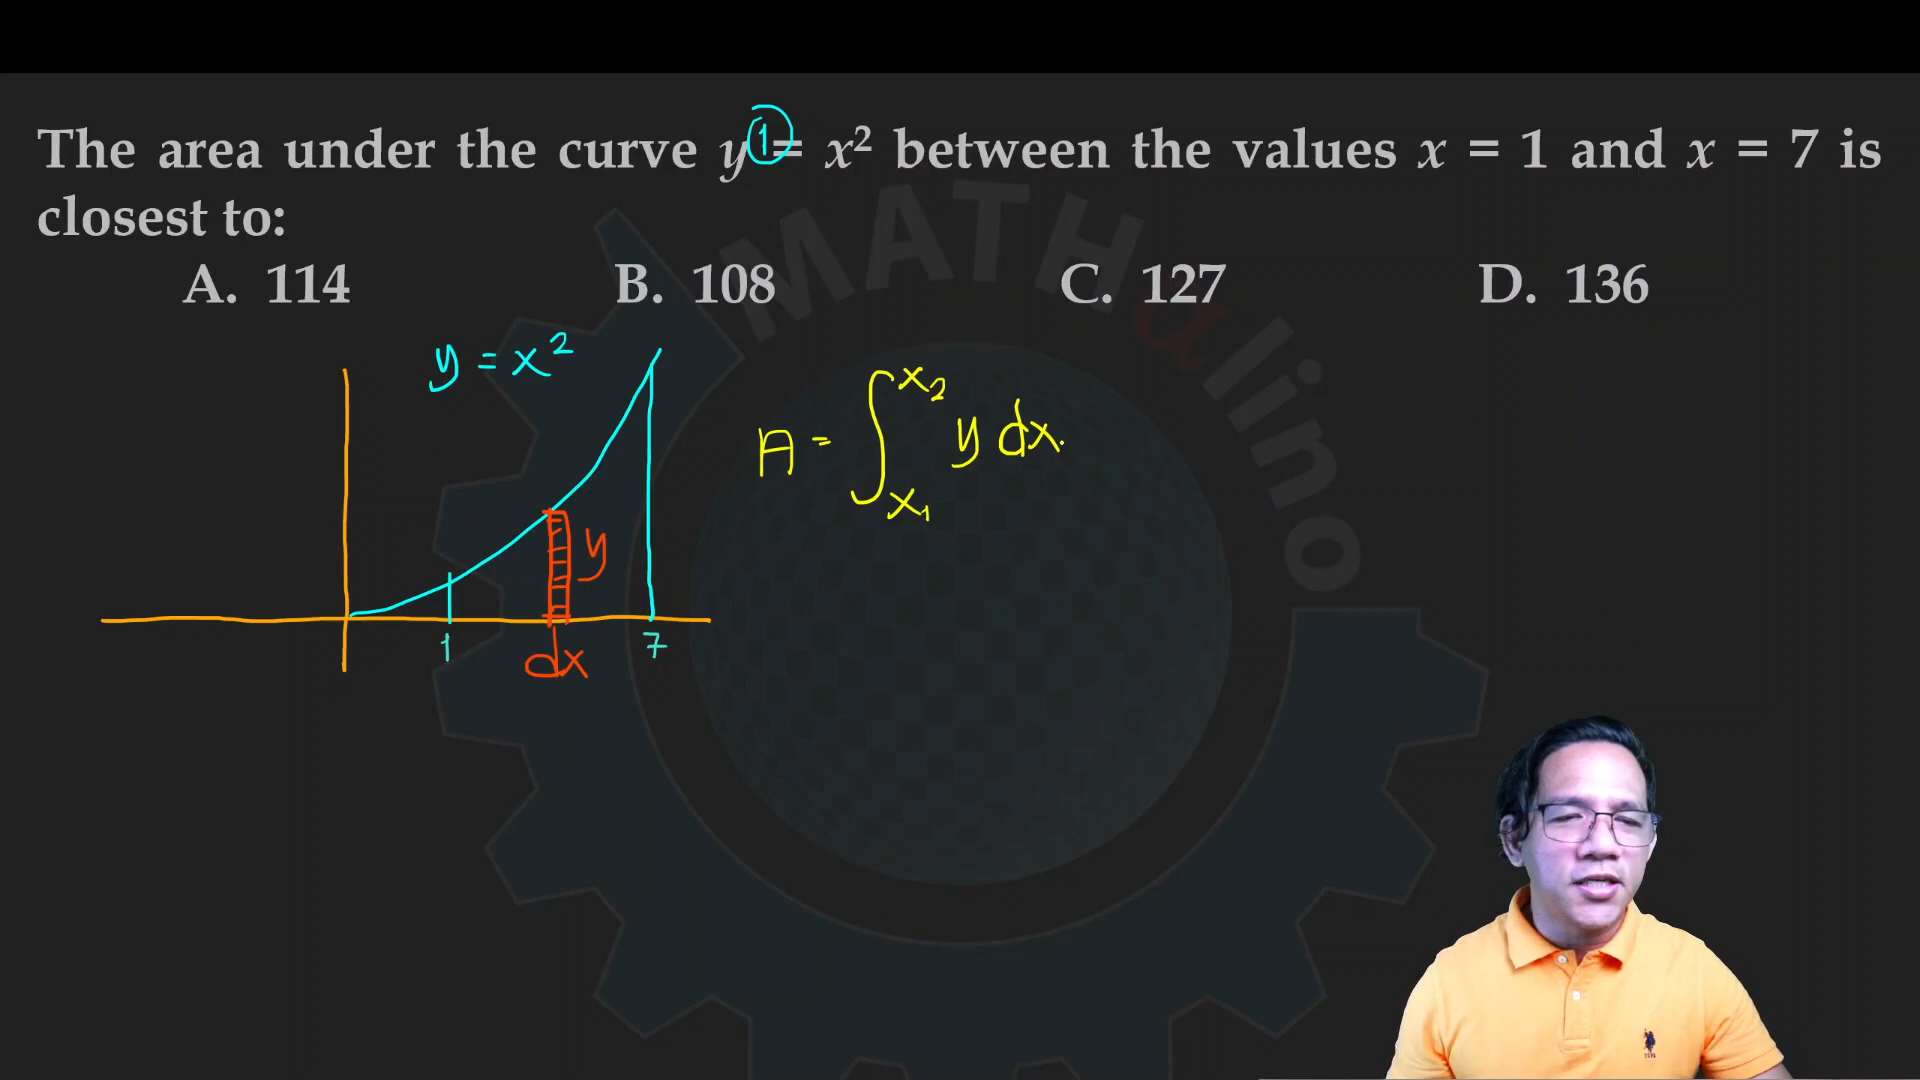 The area under the curve y¹= x² between the values x = 1 and x = 7 is
closest to:
A. 114 B. 108 C. 127 D. 136
MATHalino
y = x²
A = ∫ x₂ x₁ y dx.
y
1 dx 7